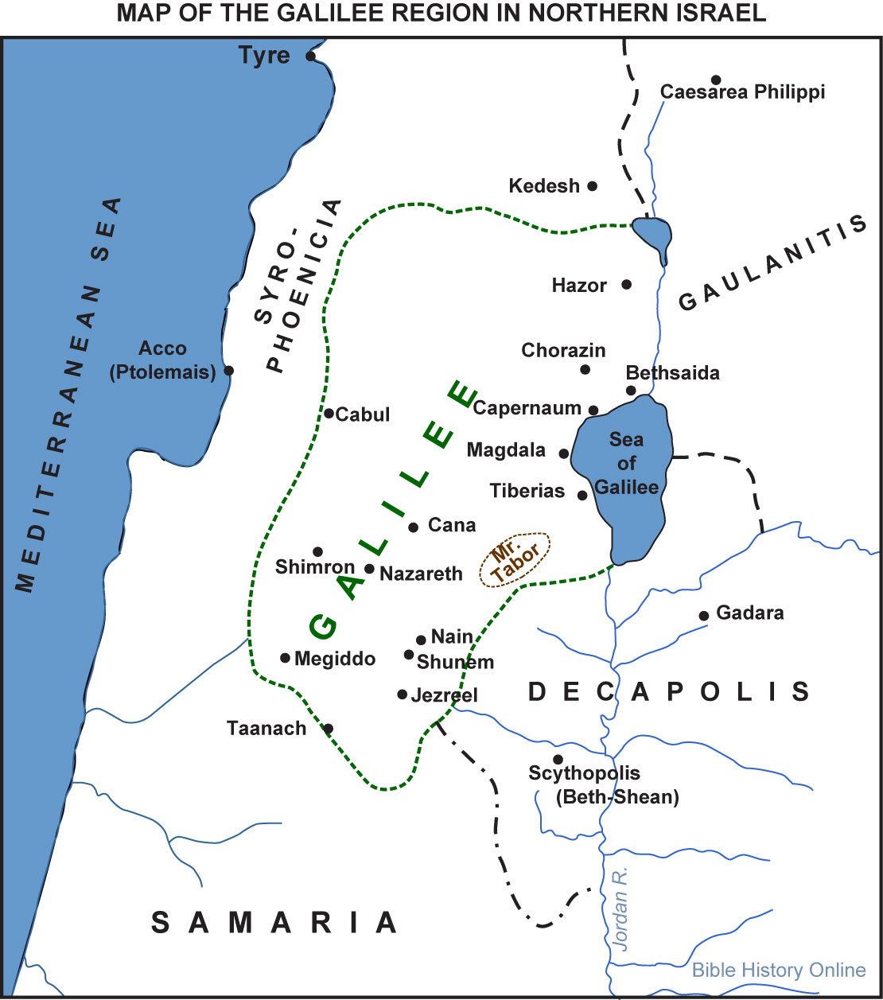 MAP OF THE GALILEE REGION IN NORTHERN ISRAEL
Tyre
Caesarea Philippi
Kedesh
MEDITERRANEAN SEA
SYRO-
PHOENICIA
GAULANITIS
Hazor
Acco
(Ptolemais)
Chorazin
Bethsaida
Cabul
Capernaum
GALILEE
Magdala
Sea
of
Galilee
Tiberias
Cana
Mr.
Tabor
Shimron
Nazareth
Gadara
Nain
Megiddo
Shunem
Jezreel
DECAPOLIS
Taanach
Scythopolis
(Beth-Shean)
SAMARIA
Jordan R.
Bible History Online